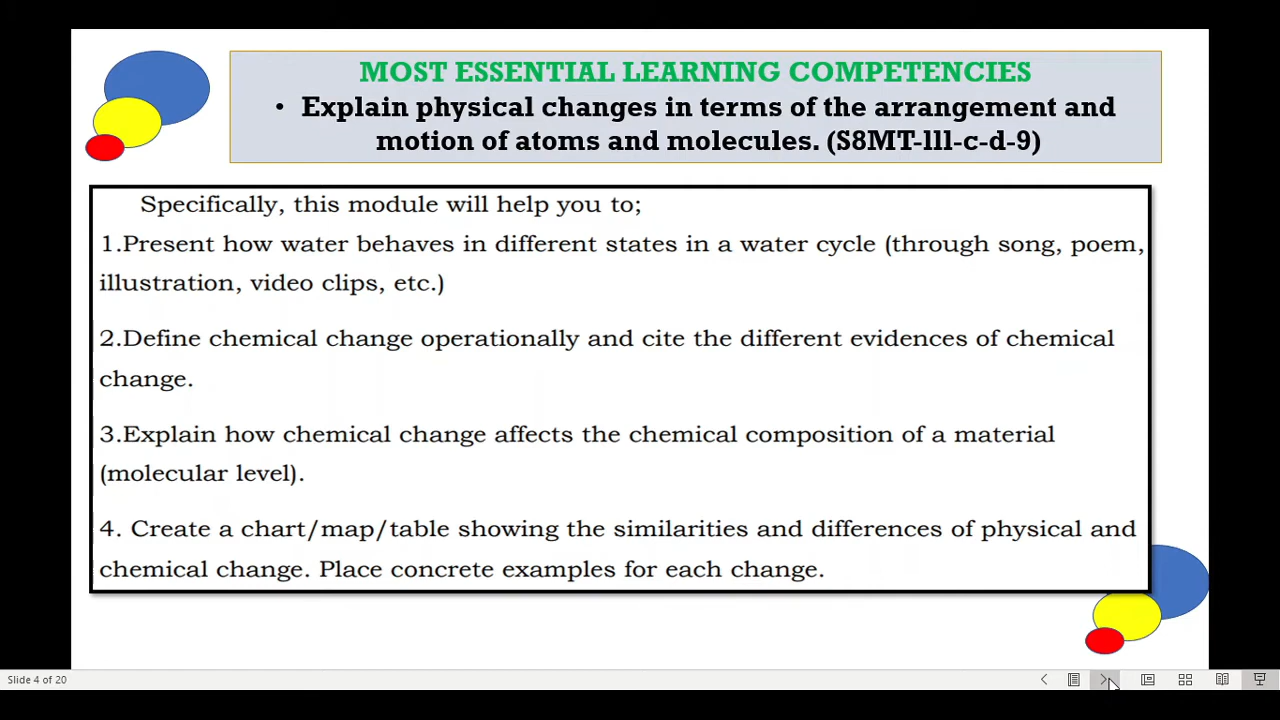 MOST ESSENTIAL LEARNING COMPETENCIES
• Explain physical changes in terms of the arrangement and
motion of atoms and molecules. (S8MT-lll-c-d-9)
Specifically, this module will help you to;
1.Present how water behaves in different states in a water cycle (through song, poem,
illustration, video clips, etc.)
2.Define chemical change operationally and cite the different evidences of chemical
change.
3.Explain how chemical change affects the chemical composition of a material
(molecular level).
4. Create a chart/map/table showing the similarities and differences of physical and
chemical change. Place concrete examples for each change.
Slide 4 of 20